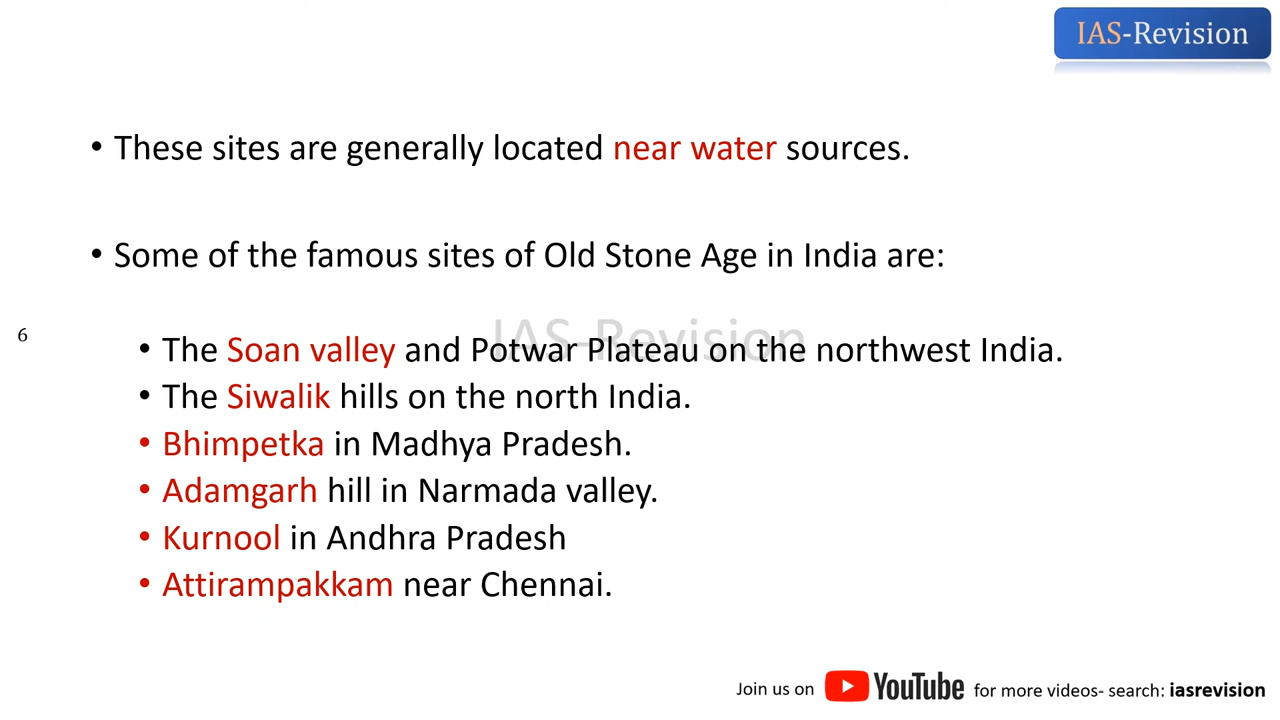 IAS-Revision
• These sites are generally located near water sources.
• Some of the famous sites of Old Stone Age in India are:
6
IAS-Revision
• The Soan valley and Potwar Plateau on the northwest India.
• The Siwalik hills on the north India.
• Bhimpetka in Madhya Pradesh.
• Adamgarh hill in Narmada valley.
• Kurnool in Andhra Pradesh
• Attirampakkam near Chennai.
Join us on YouTube for more videos- search: iasrevision